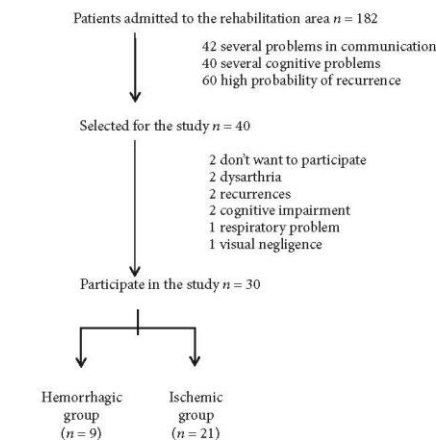 Patients admitted to the rehabilitation area n = 182
42 several problems in communication
40 several cognitive problems
60 high probability of recurrence
Selected for the study n = 40
2 don't want to participate
2 dysarthria
2 recurrences
2 cognitive impairment
1 respiratory problem
1 visual negligence
Participate in the study n = 30
Hemorrhagic
group
(n = 9)
Ischemic
group
(n = 21)